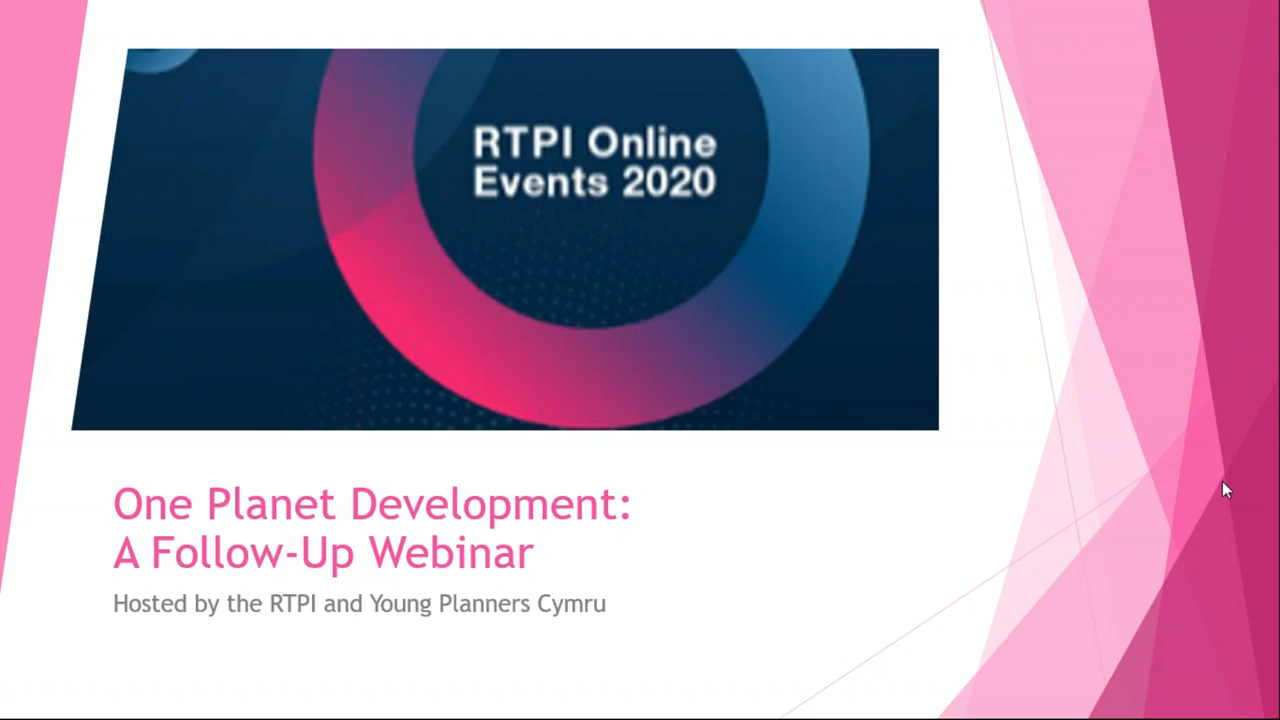 RTPI Online
Events 2020
One Planet Development:
A Follow-Up Webinar
Hosted by the RTPI and Young Planners Cymru